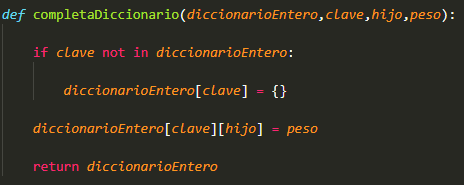 def completaDiccionario(diccionarioEntero,clave,hijo,peso):
if clave not in diccionarioEntero:
diccionarioEntero[clave] = {}
diccionarioEntero[clave][hijo] = peso
return diccionarioEntero